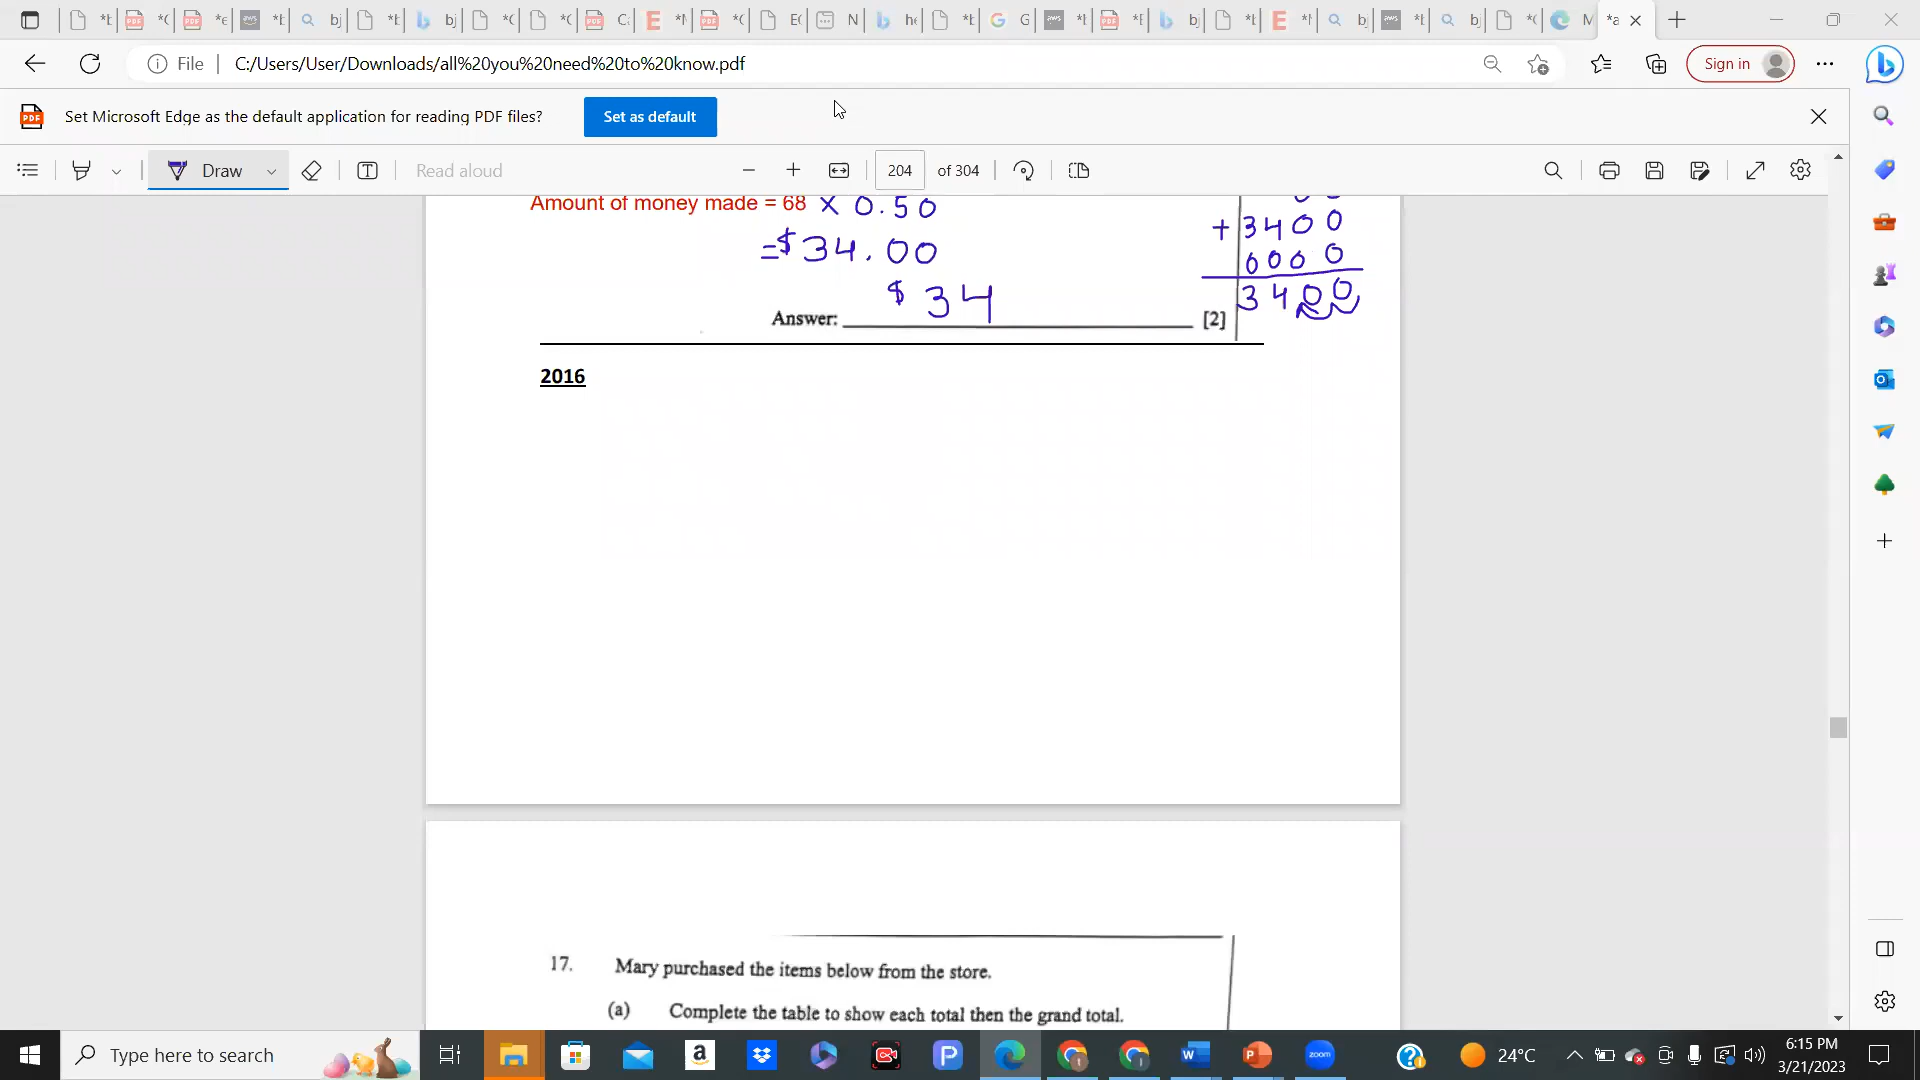 File C:/Users/User/Downloads/all%20you%20need%20to%20know.pdf
Sign in
PDF Set Microsoft Edge as the default application for reading PDF files? Set as default
Draw Read aloud 204 of 304
Amount of money made = 68 × 0.50
=$34.00
$ 34
Answer: [2]
+ 3400
0000
3400
2016
17. Mary purchased the items below from the store.
(a) Complete the table to show each total then the grand total.
Type here to search
zoom
24°C
6:15 PM
3/21/2023